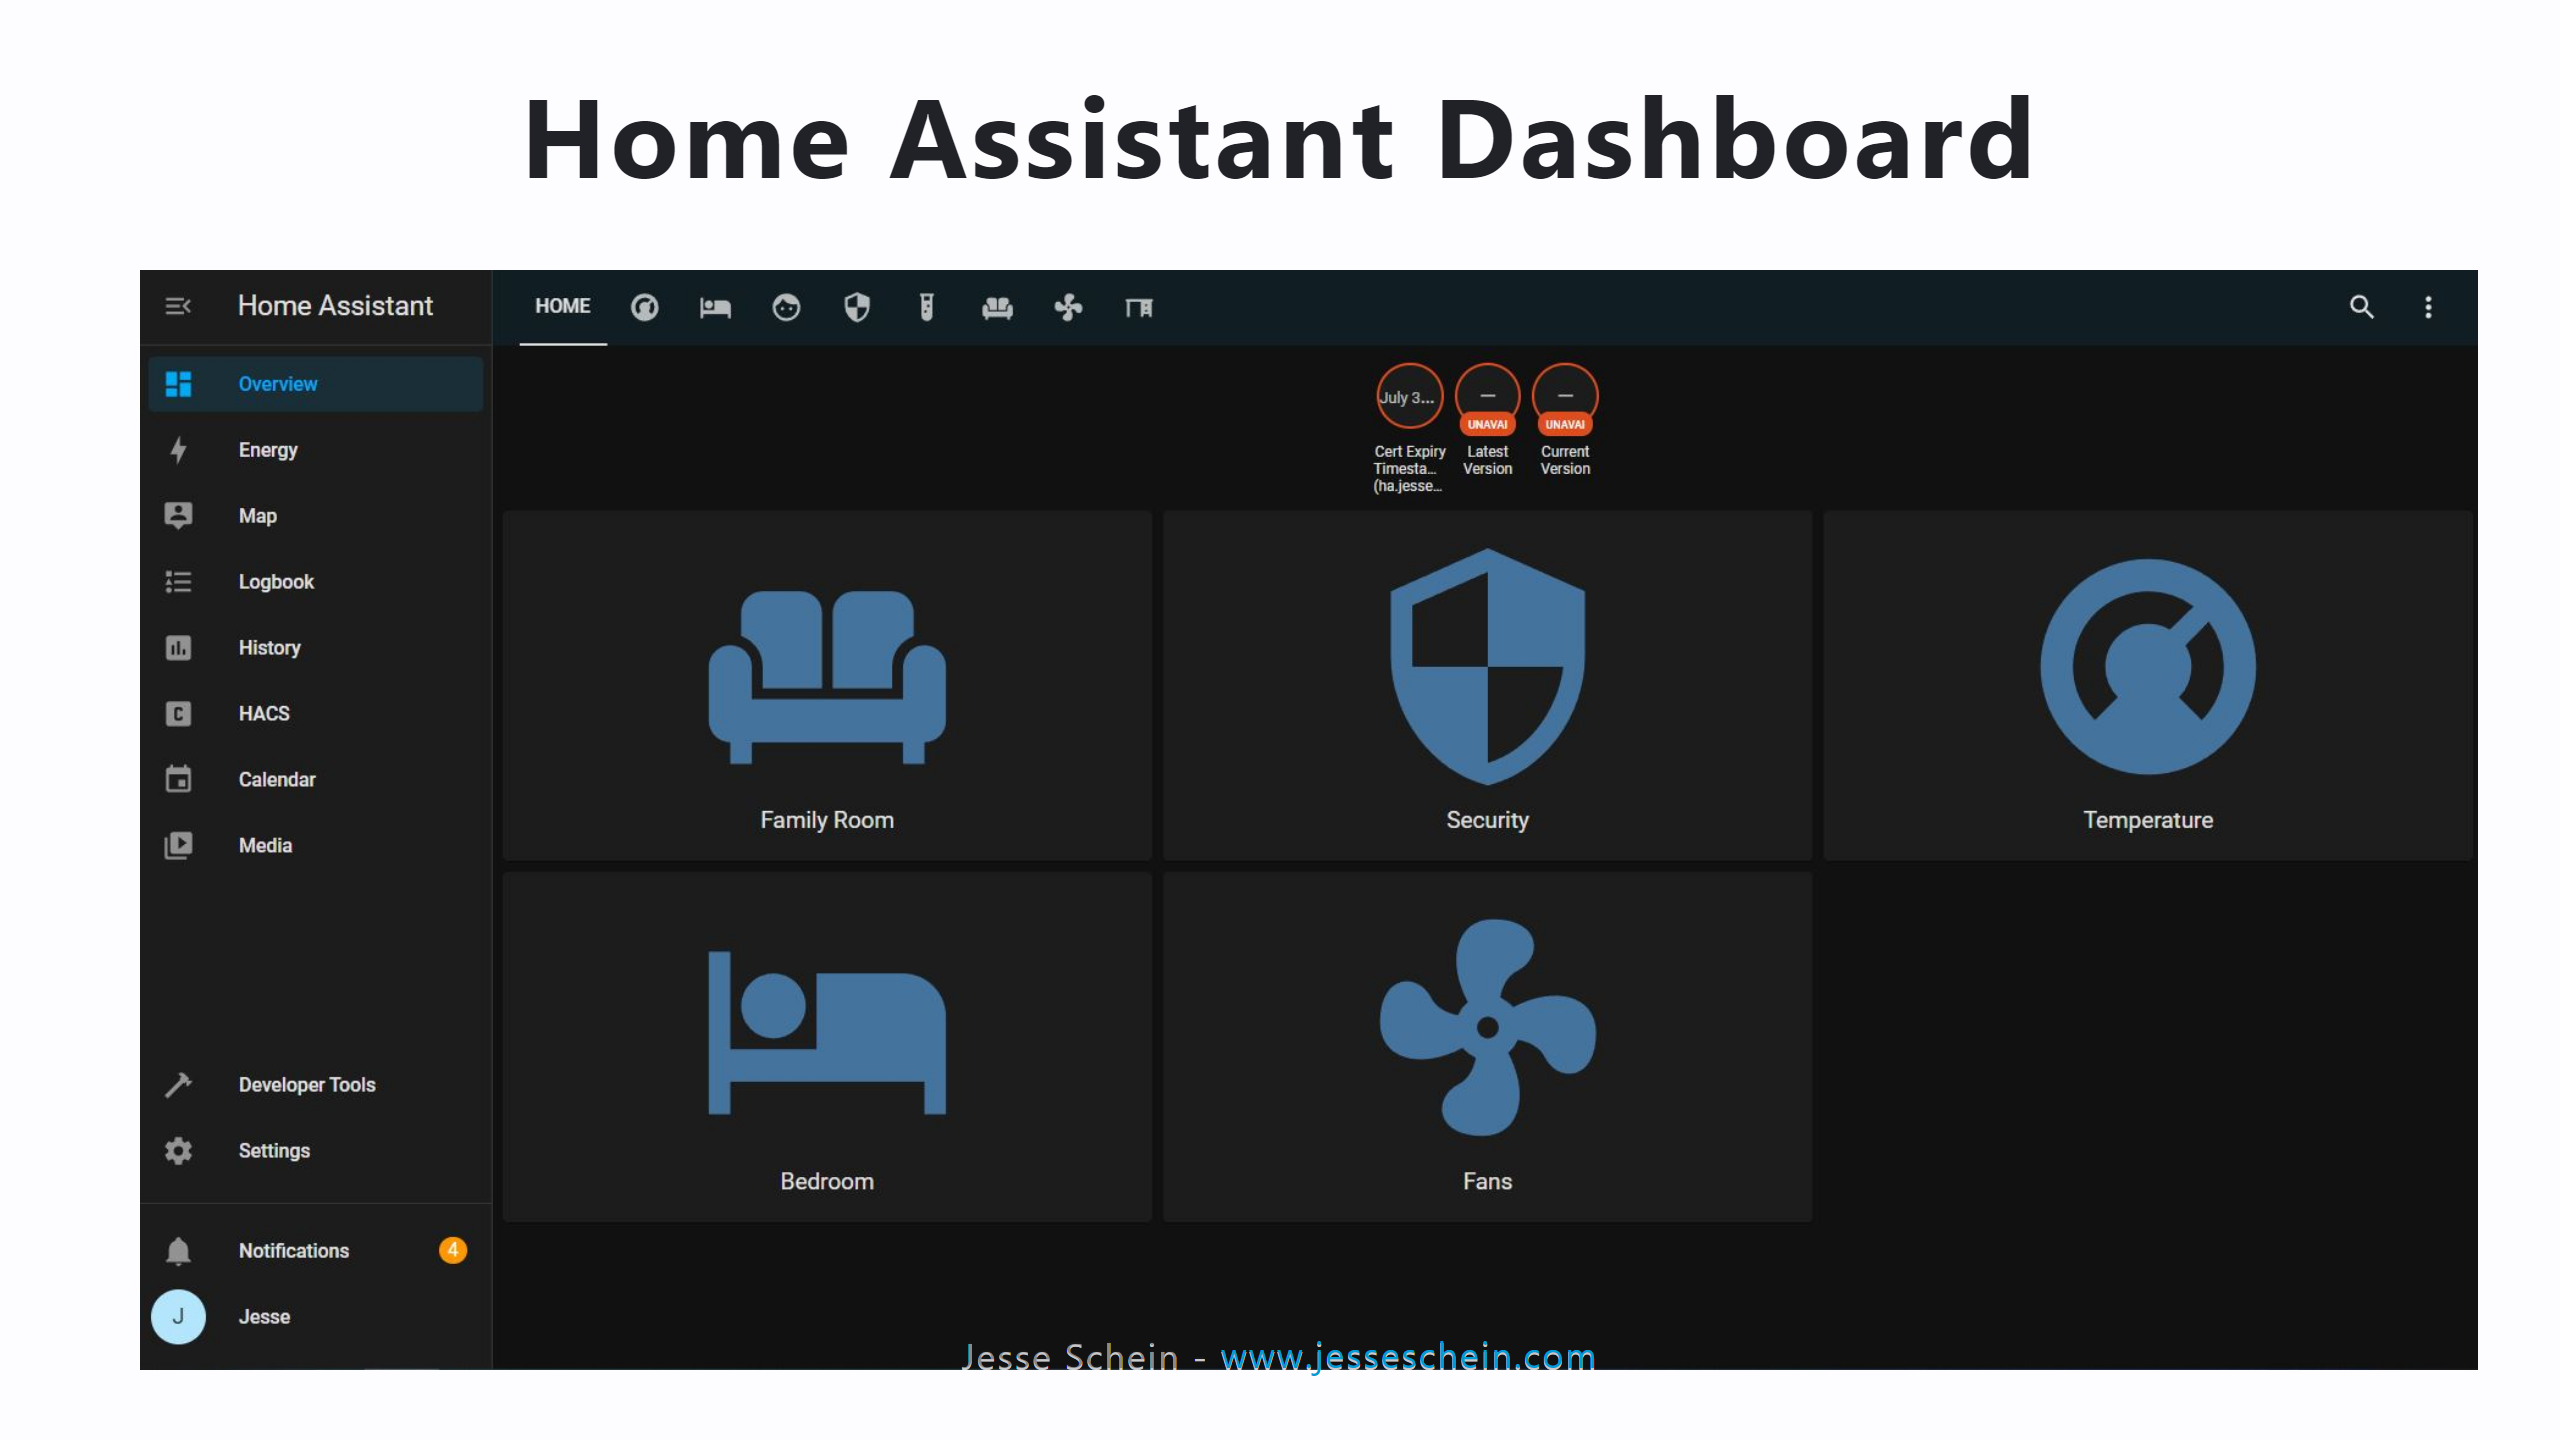 Home Assistant Dashboard
Home Assistant
HOME
Overview
Energy
Map
Logbook
History
HACS
C
Calendar
Media
Developer Tools
Settings
Notifications
4
J
Jesse
July 3...
Cert Expiry
Timesta...
(ha.jesse...
–
UNAVAI
Latest
Version
–
UNAVAI
Current
Version
Family Room
Security
Temperature
Bedroom
Fans
Jesse Schein - www.jesseschein.com